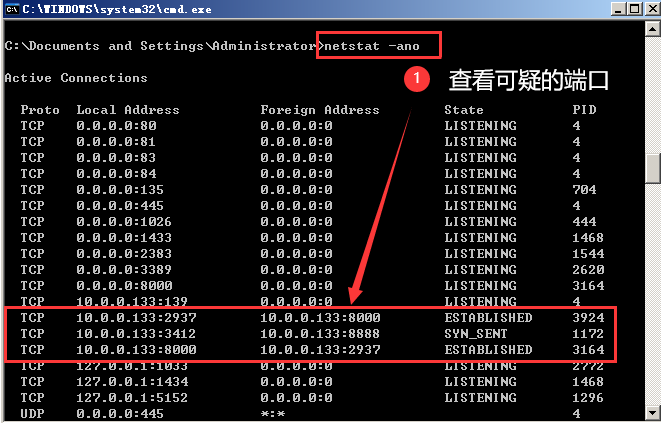 C:\WINDOWS\system32\cmd.exe
C:\Documents and Settings\Administrator>netstat -ano
1 查看可疑的端口
Active Connections
Proto Local Address Foreign Address State PID
TCP 0.0.0.0:80 0.0.0.0:0 LISTENING 4
TCP 0.0.0.0:81 0.0.0.0:0 LISTENING 4
TCP 0.0.0.0:83 0.0.0.0:0 LISTENING 4
TCP 0.0.0.0:84 0.0.0.0:0 LISTENING 4
TCP 0.0.0.0:135 0.0.0.0:0 LISTENING 704
TCP 0.0.0.0:445 0.0.0.0:0 LISTENING 4
TCP 0.0.0.0:1026 0.0.0.0:0 LISTENING 444
TCP 0.0.0.0:1433 0.0.0.0:0 LISTENING 1468
TCP 0.0.0.0:2383 0.0.0.0:0 LISTENING 1544
TCP 0.0.0.0:3389 0.0.0.0:0 LISTENING 2620
TCP 0.0.0.0:8000 0.0.0.0:0 LISTENING 3164
TCP 10.0.0.133:139 0.0.0.0:0 LISTENING 4
TCP 10.0.0.133:2937 10.0.0.133:8000 ESTABLISHED 3924
TCP 10.0.0.133:3412 10.0.0.133:8888 SYN_SENT 1172
TCP 10.0.0.133:8000 10.0.0.133:2937 ESTABLISHED 3164
TCP 127.0.0.1:1033 0.0.0.0:0 LISTENING 2772
TCP 127.0.0.1:1434 0.0.0.0:0 LISTENING 1468
TCP 127.0.0.1:5152 0.0.0.0:0 LISTENING 1296
UDP 0.0.0.0:445 *:* 4